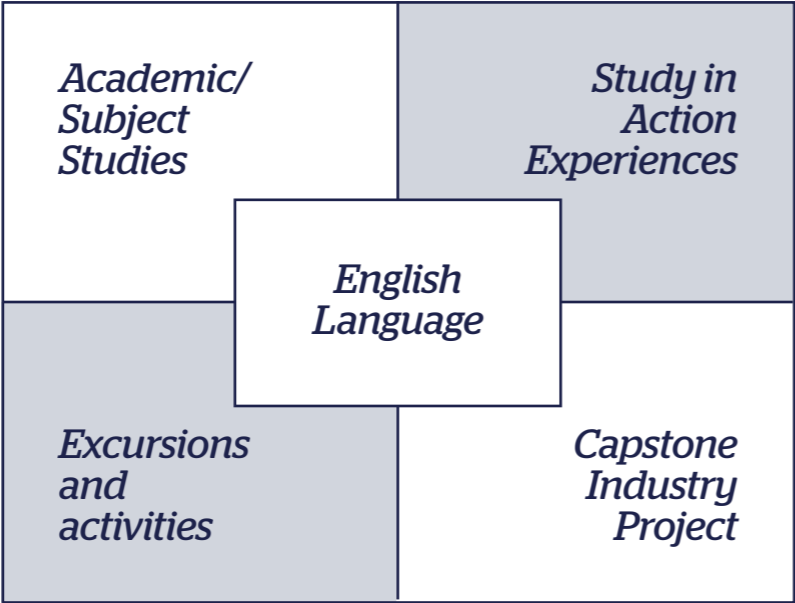 Academic/
Subject
Studies
Study in
Action
Experiences
English
Language
Excursions
and
activities
Capstone
Industry
Project